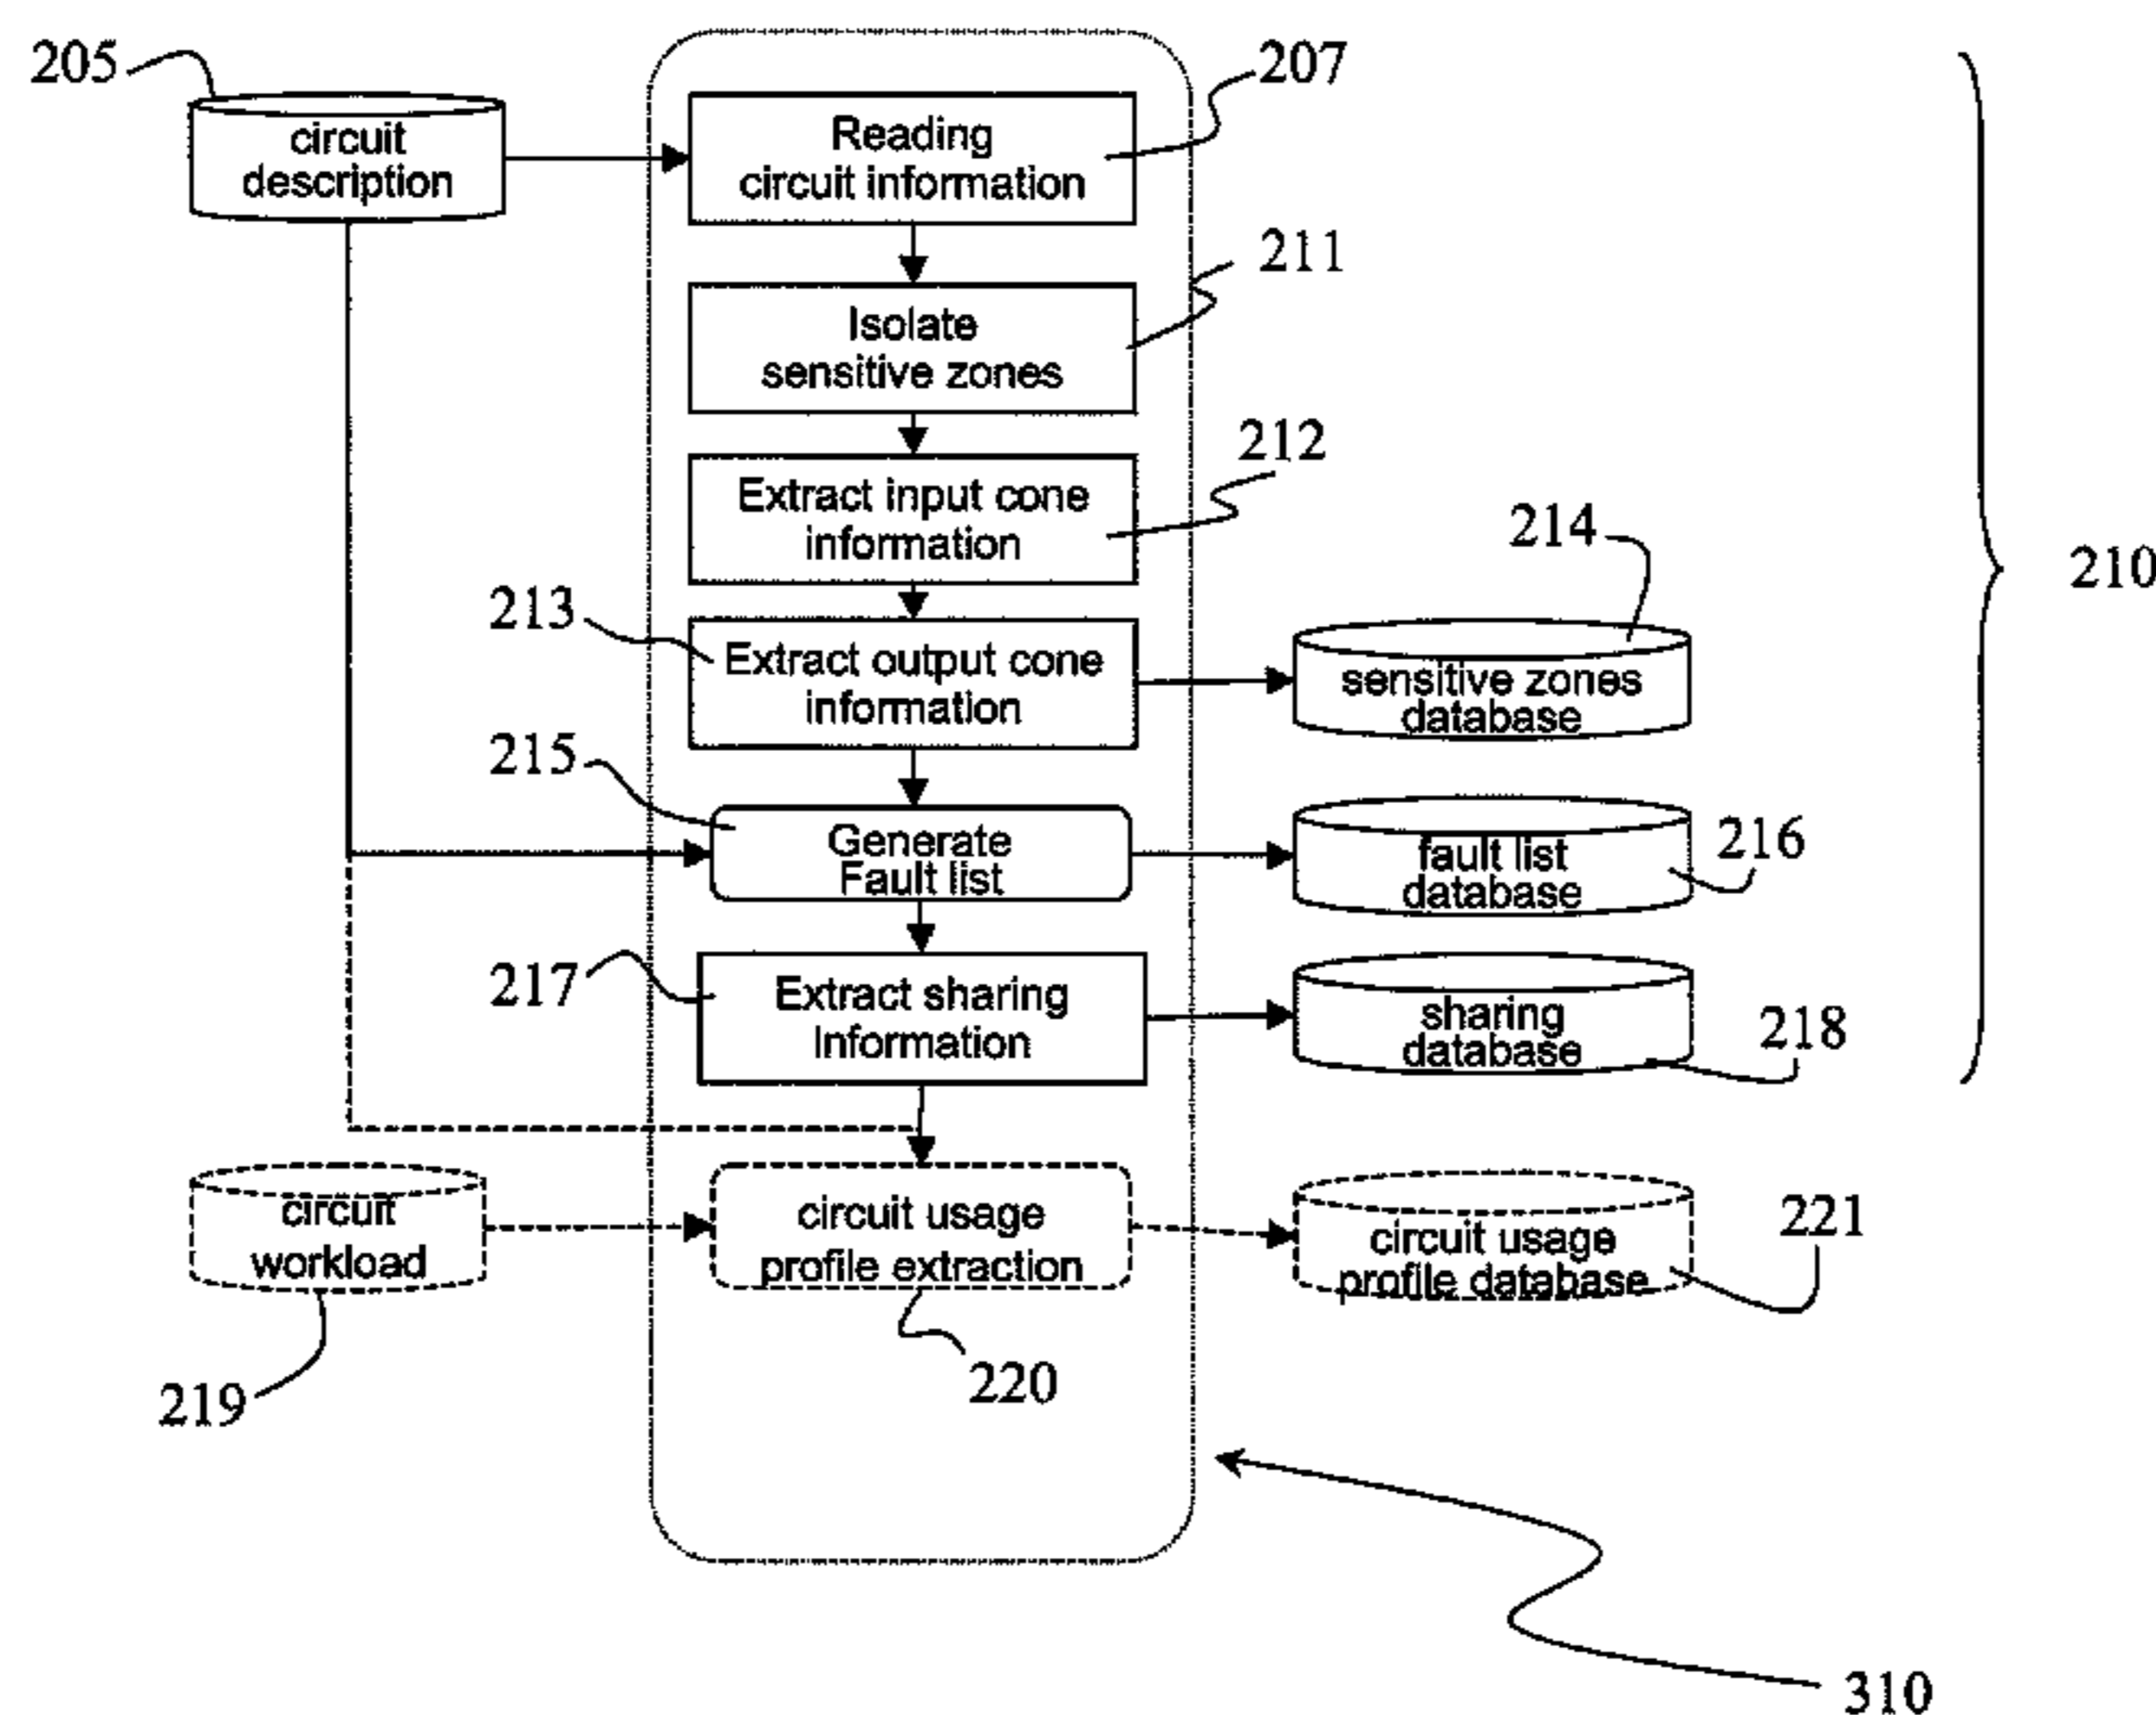 205
207
circuit
description
Reading
circuit information
211
Isolate
sensitive zones
212
Extract input cone
information
214
210
213
Extract output cone
information
sensitive zones
database
215
Generate
Fault list
fault list
database
216
217
Extract sharing
Information
sharing
database
218
circuit
workload
circuit usage
profile extraction
circuit usage
profile database
221
219
220
310